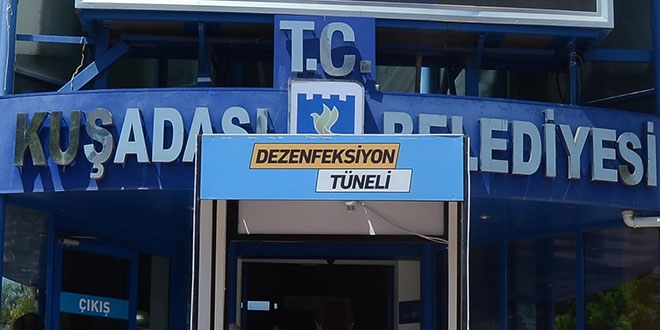 T.C.
KUŞADASI BELEDİYESİ
DEZENFEKSİYON
TÜNELİ
ÇIKIŞ